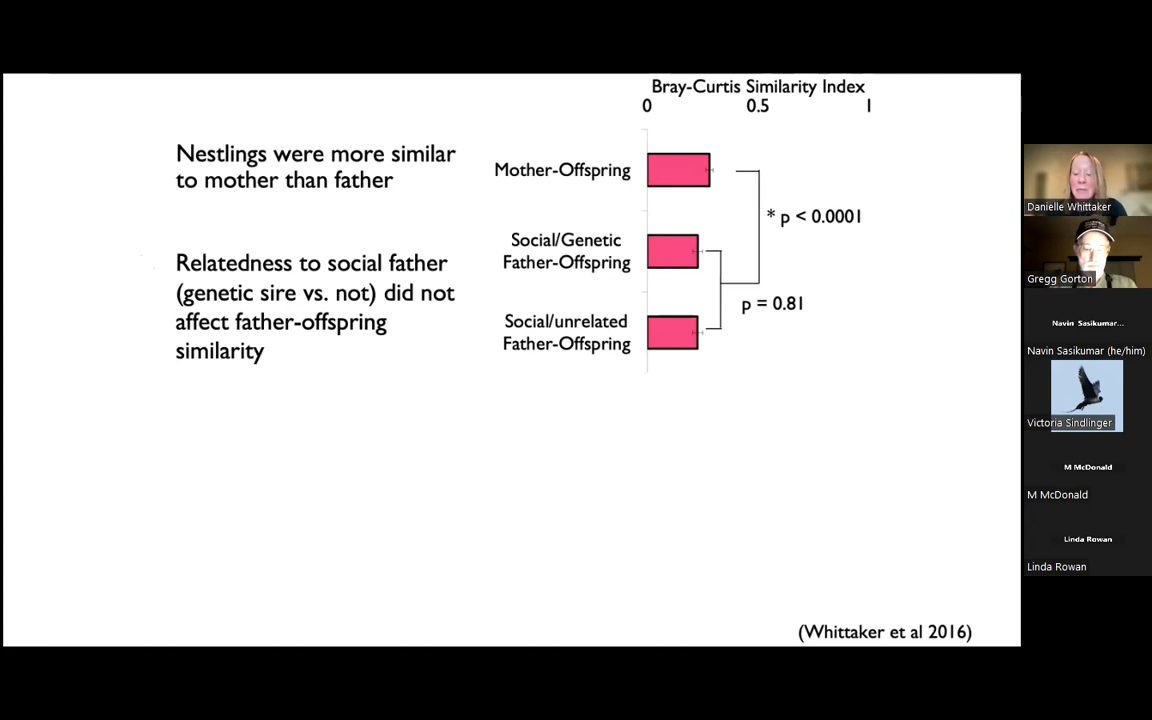 Bray-Curtis Similarity Index
0 0.5 1
Nestlings were more similar
to mother than father
Mother-Offspring
* p < 0.0001
Social/Genetic
Father-Offspring
Relatedness to social father
(genetic sire vs. not) did not
affect father-offspring
similarity
p = 0.81
Social/unrelated
Father-Offspring
(Whittaker et al 2016)
Danielle Whittaker
Gregg Gorton
Navin Sasikumar...
Navin Sasikumar (he/him)
Victoria Sindlinger
M McDonald
M McDonald
Linda Rowan
Linda Rowan